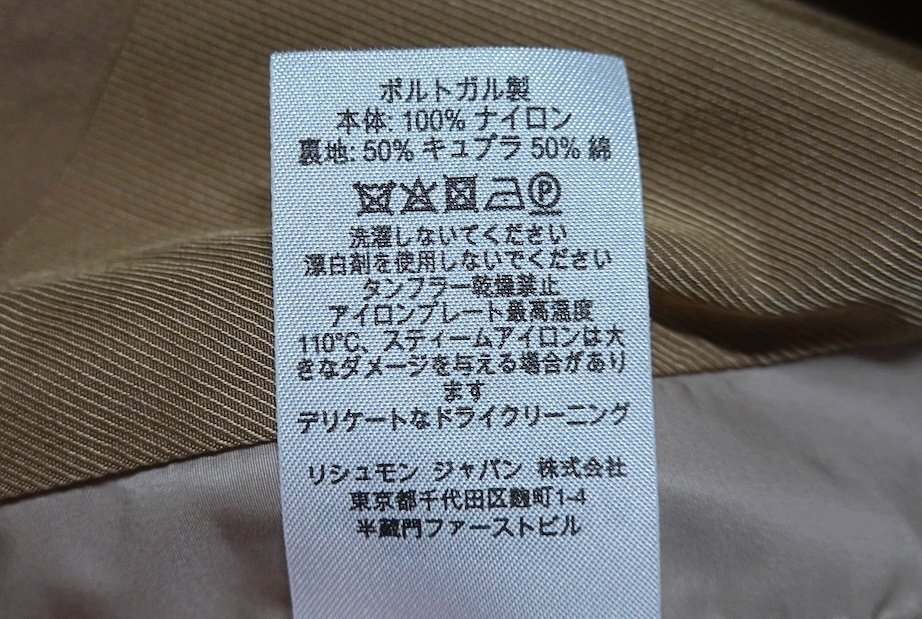 ポルトガル製
本体: 100% ナイロン
裏地: 50% キュプラ 50% 綿
P
洗濯しないてください
漂白剤を使用しないでください
タンブラー乾燥禁止
アイロンプレート最高温度
110°C、スティームアイロンは大
きなダメージを与える場合があり
ます
デリケートなドライクリーニング
リシュモン ジャパン 株式会社
東京都千代田区麹町1-4
半蔵門ファーストビル